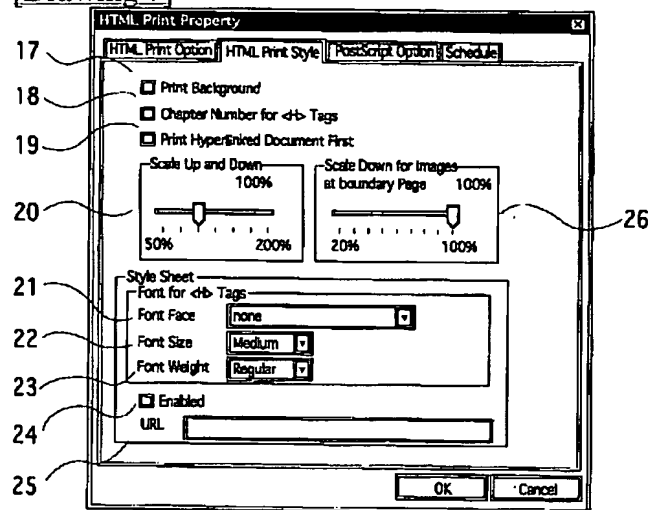 HTML Print Property
HTML Print Option HTML Print Style PostScript Option Schedule
17
Print Background
18
Chapter Number for <H> Tags
19
Print Hyperlinked Document First
Scale Up and Down
100%
Scale Down for Images
at boundary Page 100%
20
26
50% 200%
20% 100%
Style Sheet
Font for <H> Tags
21
Font Face none
22
Font Size Medium
23
Font Weight Regular
24
Enabled
URL
25
OK Cancel